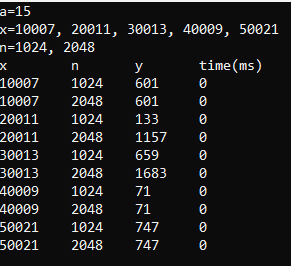 a=15
x=10007, 20011, 30013, 40009, 50021
n=1024, 2048
x n y time(ms)
10007 1024 601 0
10007 2048 601 0
20011 1024 133 0
20011 2048 1157 0
30013 1024 659 0
30013 2048 1683 0
40009 1024 71 0
40009 2048 71 0
50021 1024 747 0
50021 2048 747 0